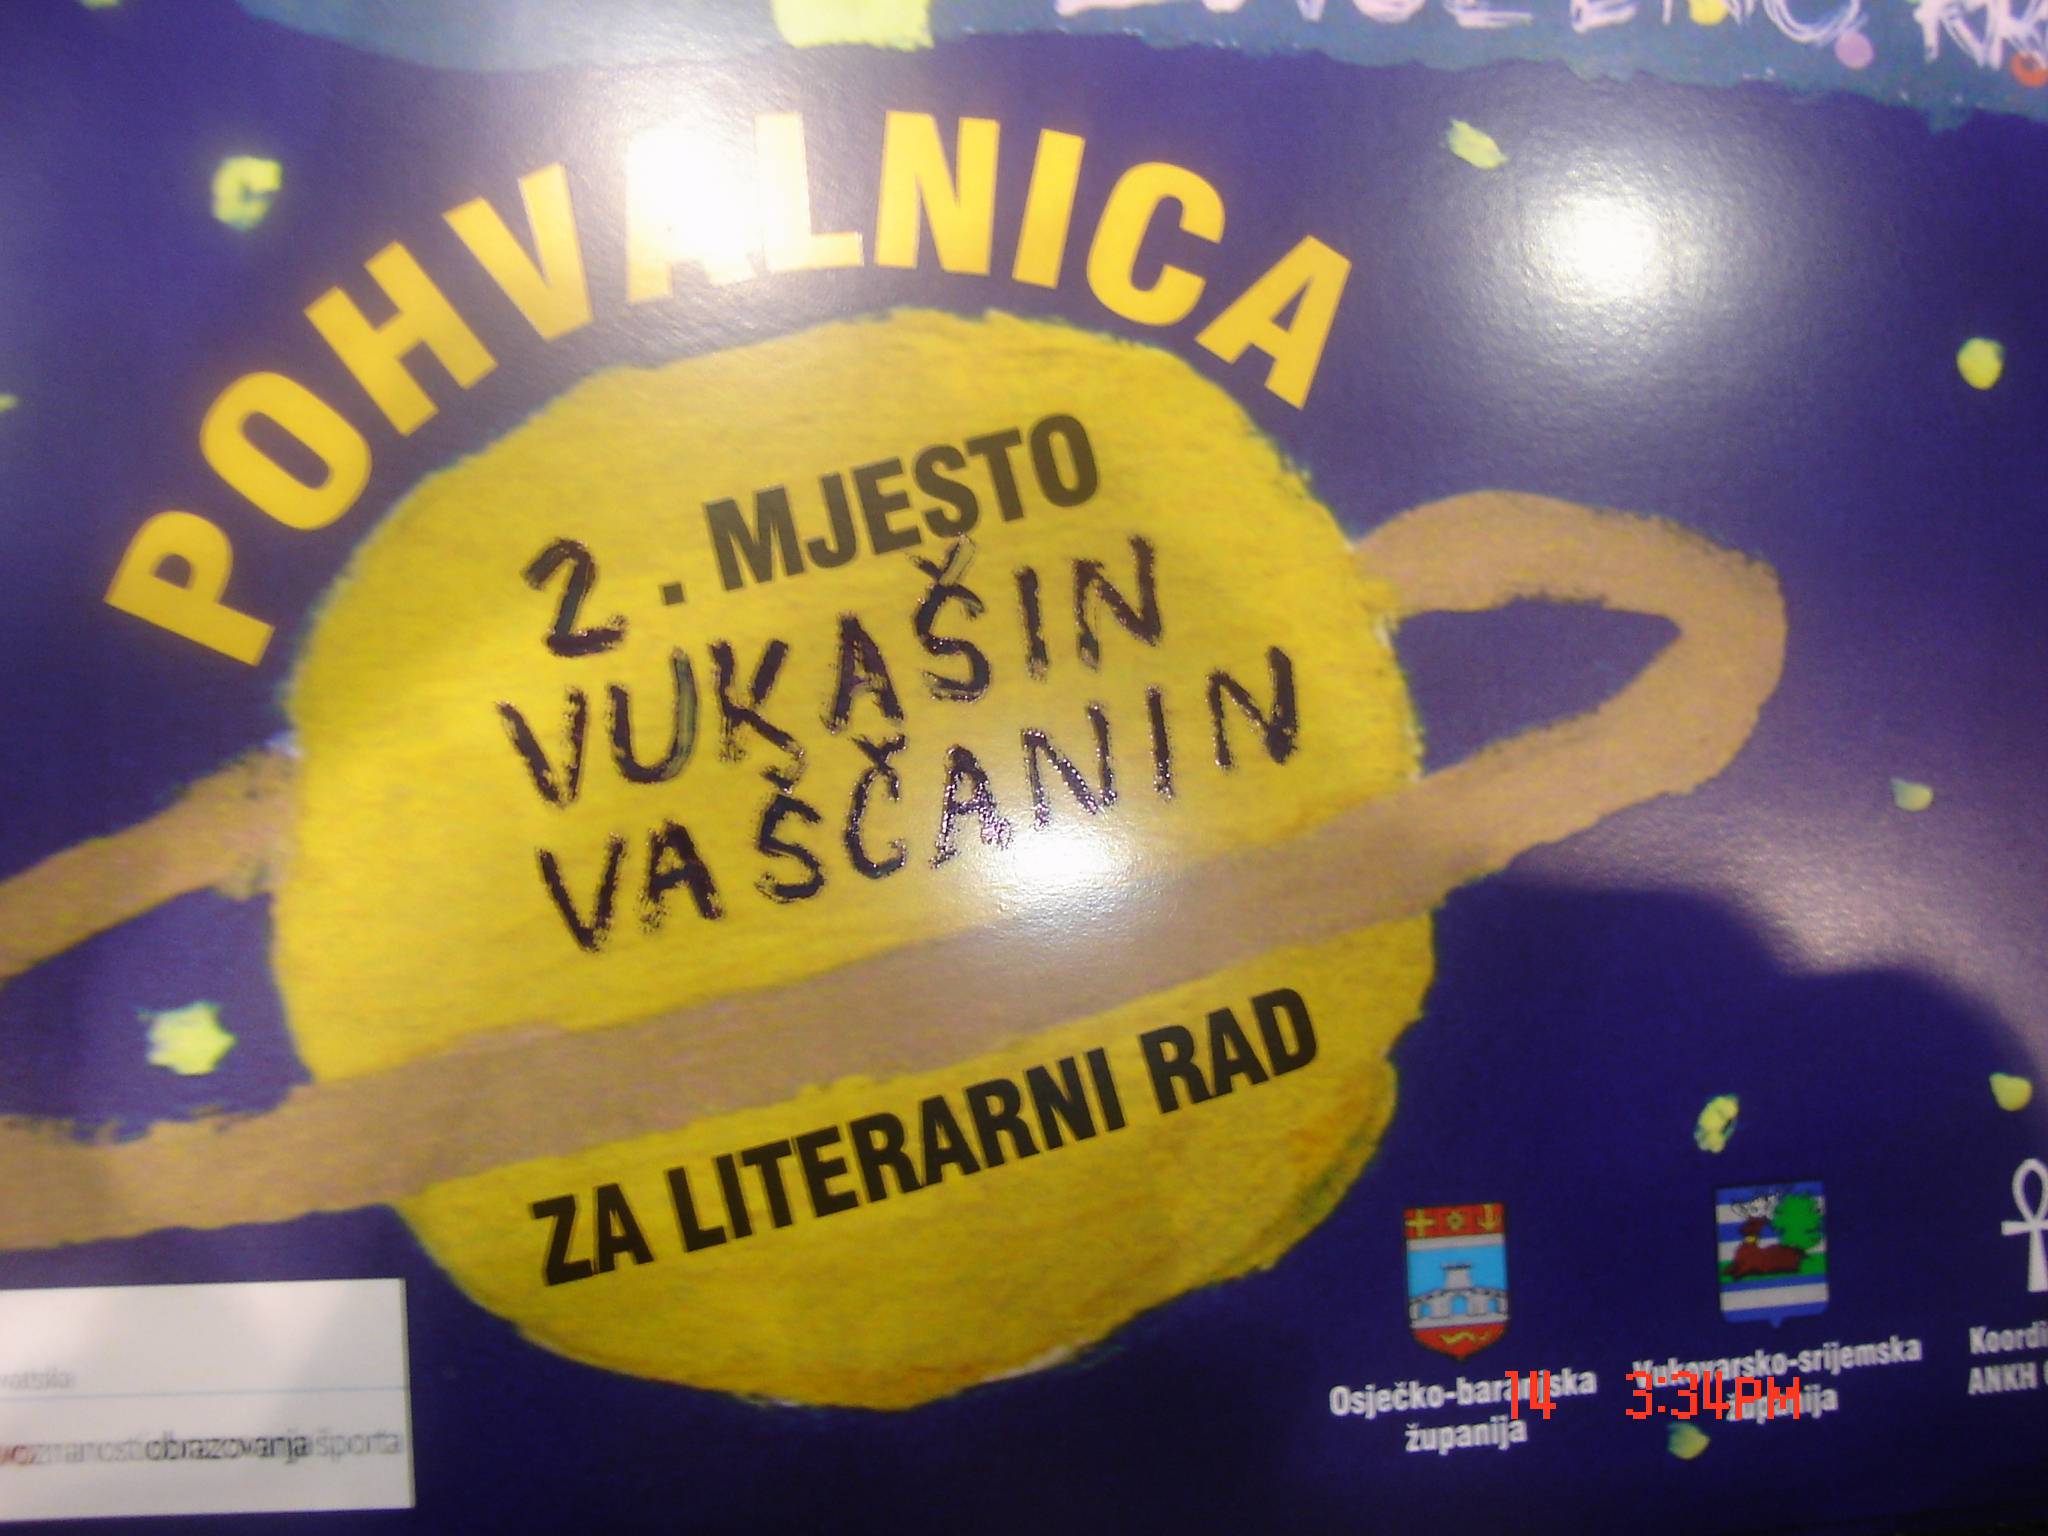 POHVALNICA
2. MJESTO
VUKAŠIN
VAŠČANIN
ZA LITERARNI RAD
obrazovanja športa
Osječko-baranjska
županija
Vukovarsko-srijemska
županija
ANKH
14 3:34PM